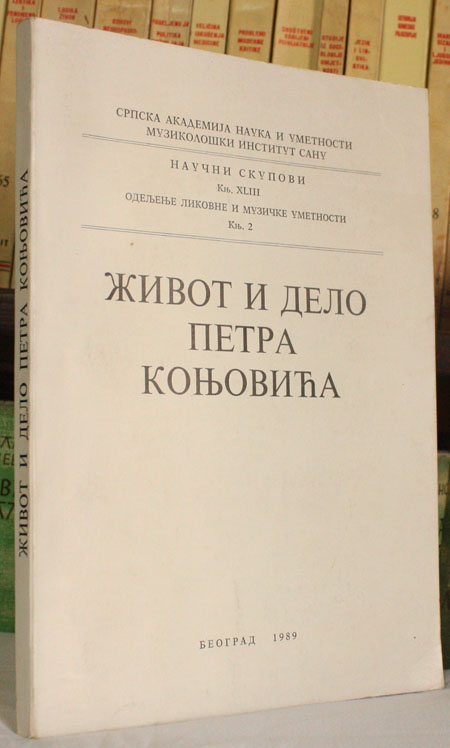 СРПСКА АКАДЕМИЈА НАУКА И УМЕТНОСТИ
МУЗИКОЛОШКИ ИНСТИТУТ САНУ
НАУЧНИ СКУПОВИ
Књ. XLIII
ОДЕЉЕЊЕ ЛИКОВНЕ И МУЗИЧКЕ УМЕТНОСТИ
Књ. 2
ЖИВОТ И ДЕЛО
ПЕТРА
КОЊОВИЋА
БЕОГРАД 1989
ЖИВОТ И ДЕЛО ПЕТРА КОЊОВИЋА